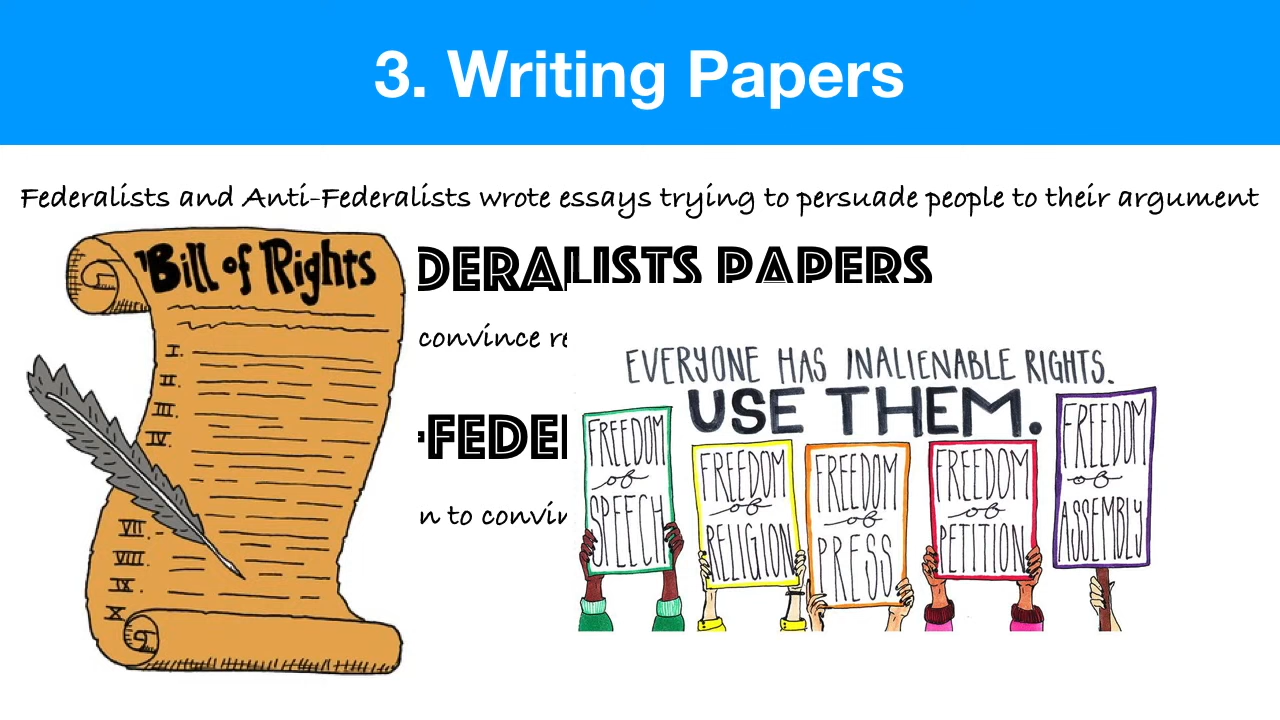 3. Writing Papers
Federalists and Anti-Federalists wrote essays trying to persuade people to their argument
Bill of Rights
DERALISTS PAPERS
convince re
-FEDE
n to convin
I.
II.
III.
IV.
VII.
VIII.
IX.
X
EVERYONE HAS INALIENABLE RIGHTS.
USE THEM.
FREEDOM
of
SPEECH
FREEDOM
of
RELIGION
FREEDOM
of
PRESS
FREEDOM
of
PETITION
FREEDOM
of
ASSEMBLY